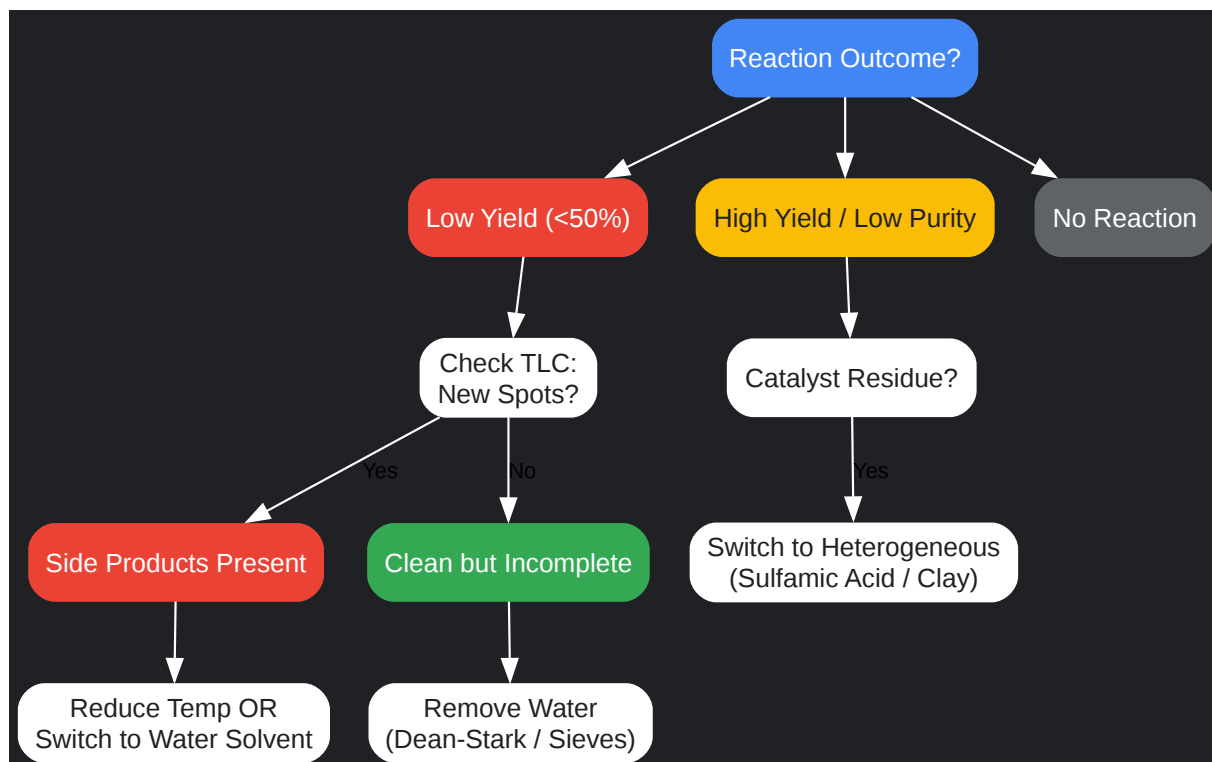 Reaction Outcome?
Low Yield (<50%)
High Yield / Low Purity
No Reaction
Check TLC:
New Spots?
Catalyst Residue?
Yes
No
Yes
Side Products Present
Clean but Incomplete
Switch to Heterogeneous
(Sulfamic Acid / Clay)
Reduce Temp OR
Switch to Water Solvent
Remove Water
(Dean-Stark / Sieves)